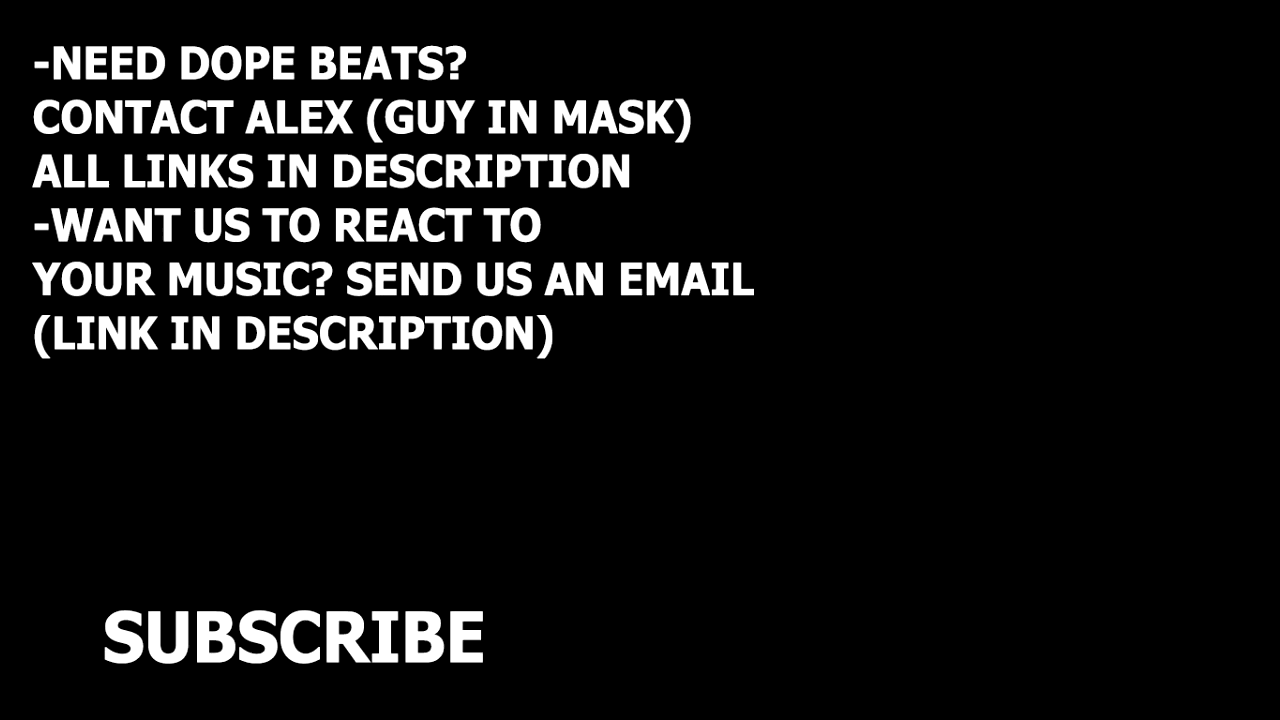 -NEED DOPE BEATS?
CONTACT ALEX (GUY IN MASK)
ALL LINKS IN DESCRIPTION
-WANT US TO REACT TO
YOUR MUSIC? SEND US AN EMAIL
(LINK IN DESCRIPTION)
SUBSCRIBE